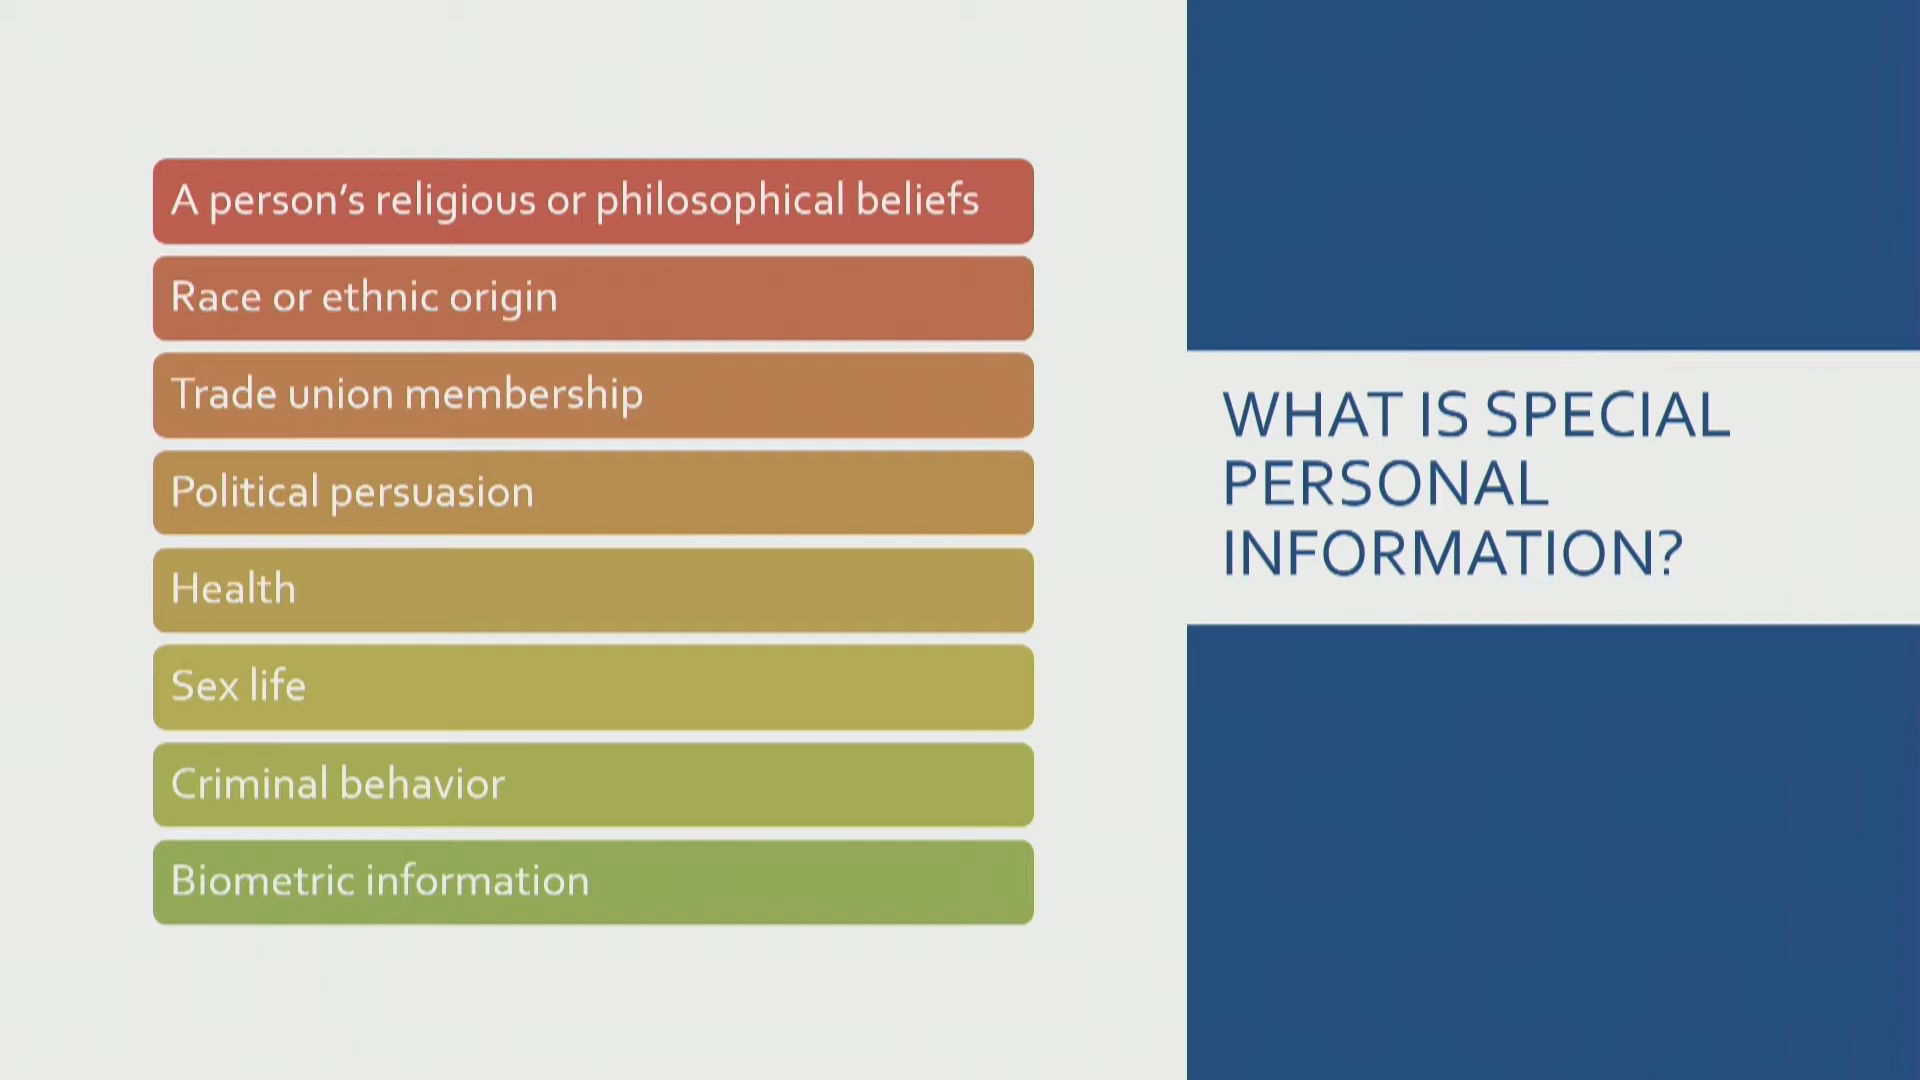 A person's religious or philosophical beliefs
Race or ethnic origin
Trade union membership
Political persuasion
Health
Sex life
Criminal behavior
Biometric information
WHAT IS SPECIAL
PERSONAL
INFORMATION?